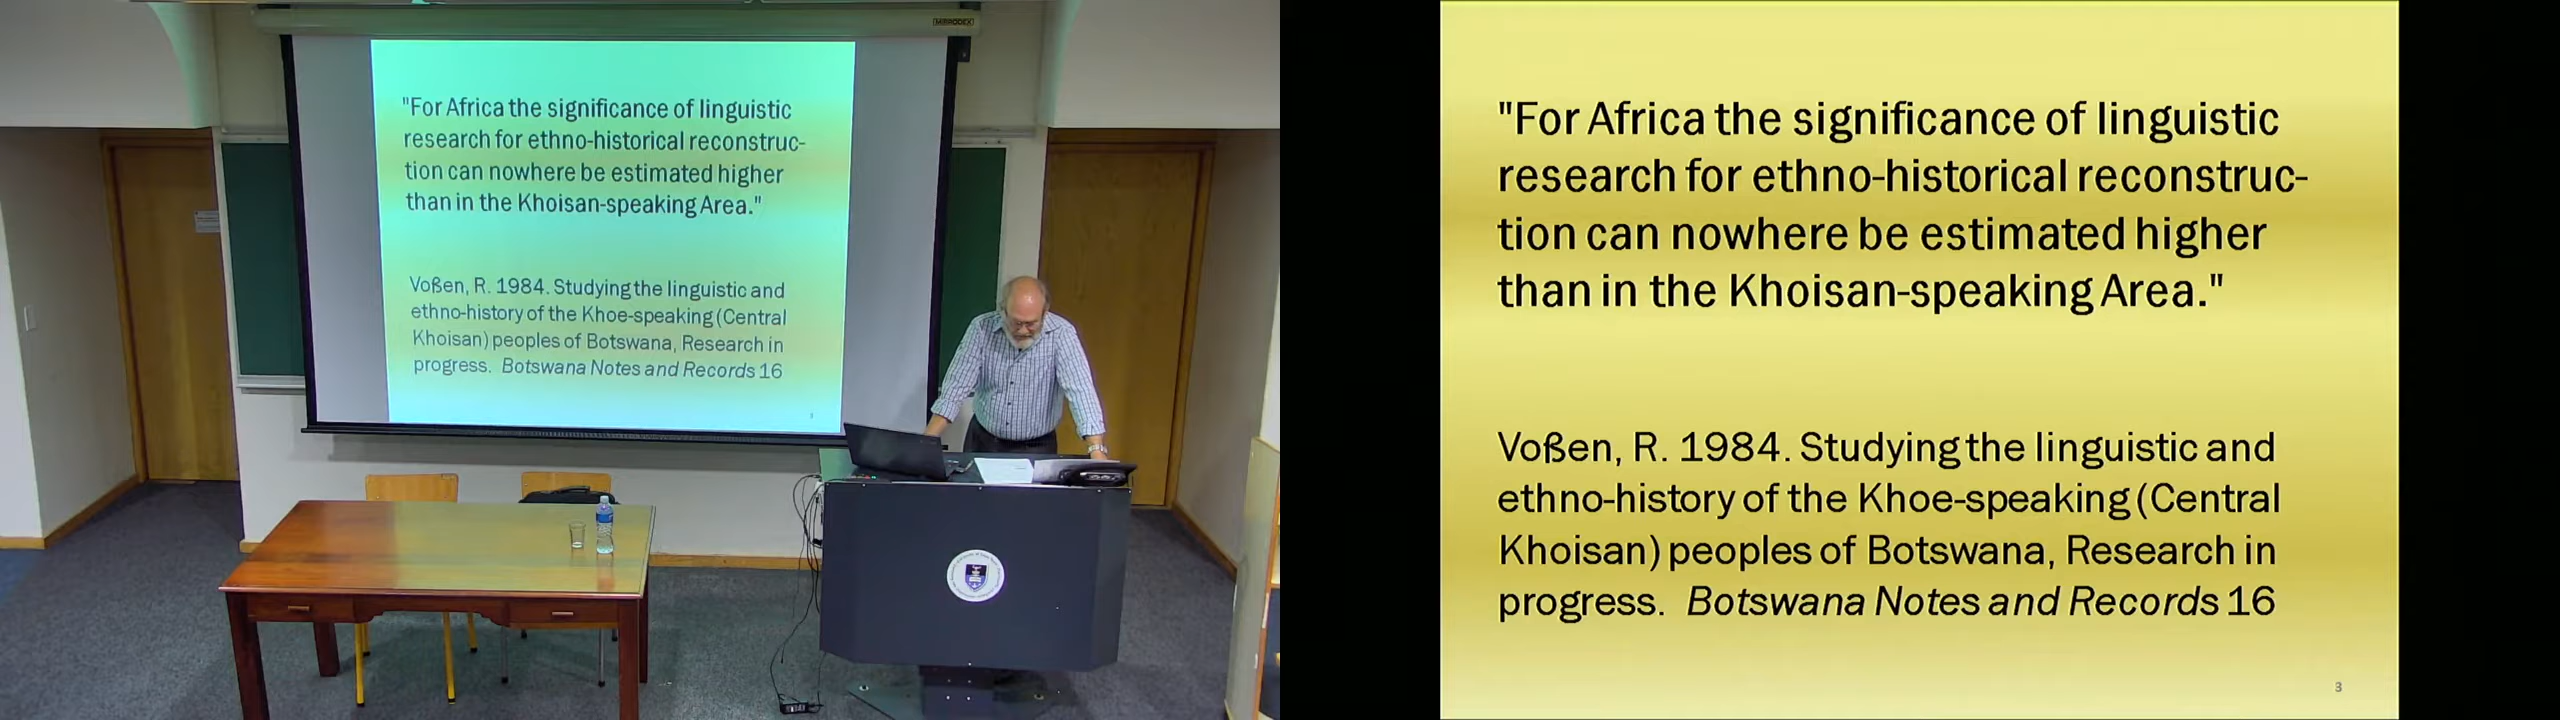 MICRODEX
"For Africa the significance of linguistic
research for ethno-historical reconstruc-
tion can nowhere be estimated higher
than in the Khoisan-speaking Area."
Voßen, R. 1984. Studying the linguistic and
ethno-history of the Khoe-speaking (Central
Khoisan) peoples of Botswana, Research in
progress. Botswana Notes and Records 16
3
"For Africa the significance of linguistic
research for ethno-historical reconstruc-
tion can nowhere be estimated higher
than in the Khoisan-speaking Area."
Voßen, R. 1984. Studying the linguistic and
ethno-history of the Khoe-speaking (Central
Khoisan) peoples of Botswana, Research in
progress. Botswana Notes and Records 16
3